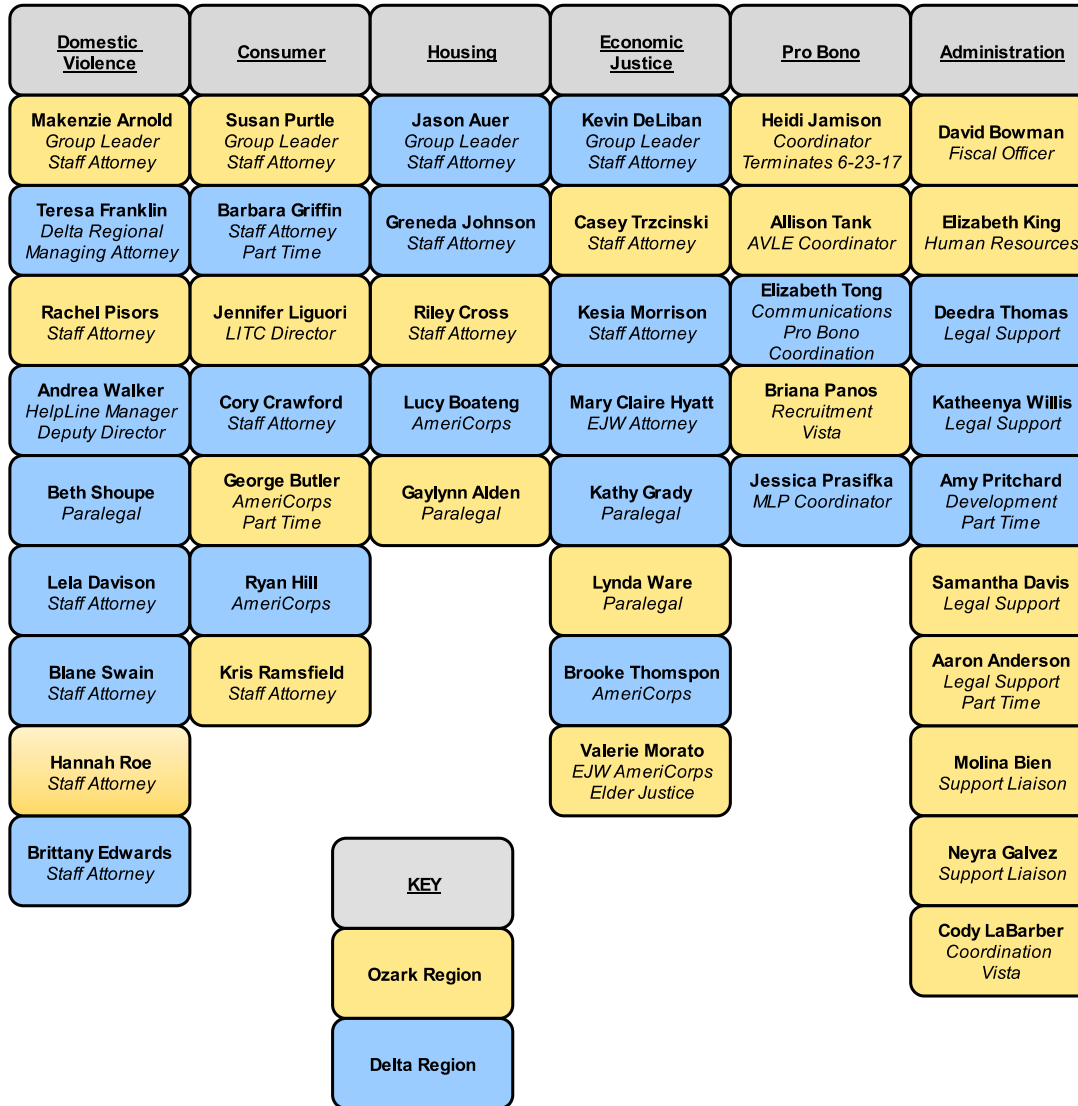 Domestic
Violence
Consumer
Housing
Economic
Justice
Pro Bono
Administration
Makenzie Arnold
Group Leader
Staff Attorney
Susan Purtle
Group Leader
Staff Attorney
Jason Auer
Group Leader
Staff Attorney
Kevin DeLiban
Group Leader
Staff Attorney
Heidi Jamison
Coordinator
Terminates 6-23-17
David Bowman
Fiscal Officer
Teresa Franklin
Delta Regional
Managing Attorney
Barbara Griffin
Staff Attorney
Part Time
Greneda Johnson
Staff Attorney
Casey Trzcinski
Staff Attorney
Allison Tank
AVLE Coordinator
Elizabeth King
Human Resources
Rachel Pisors
Staff Attorney
Jennifer Liguori
LITC Director
Riley Cross
Staff Attorney
Kesia Morrison
Staff Attorney
Elizabeth Tong
Communications
Pro Bono
Coordination
Deedra Thomas
Legal Support
Andrea Walker
HelpLine Manager
Deputy Director
Cory Crawford
Staff Attorney
Lucy Boateng
AmeriCorps
Mary Claire Hyatt
EJW Attorney
Briana Panos
Recruitment
Vista
Katheenya Willis
Legal Support
Beth Shoupe
Paralegal
George Butler
AmeriCorps
Part Time
Gaylynn Alden
Paralegal
Kathy Grady
Paralegal
Jessica Prasifka
MLP Coordinator
Amy Pritchard
Development
Part Time
Lela Davison
Staff Attorney
Ryan Hill
AmeriCorps
Lynda Ware
Paralegal
Samantha Davis
Legal Support
Blane Swain
Staff Attorney
Kris Ramsfield
Staff Attorney
Brooke Thomspon
AmeriCorps
Aaron Anderson
Legal Support
Part Time
Hannah Roe
Staff Attorney
Valerie Morato
EJW AmeriCorps
Elder Justice
Molina Bien
Support Liaison
Brittany Edwards
Staff Attorney
Neyra Galvez
Support Liaison
Cody LaBarber
Coordination
Vista
KEY
Ozark Region
Delta Region